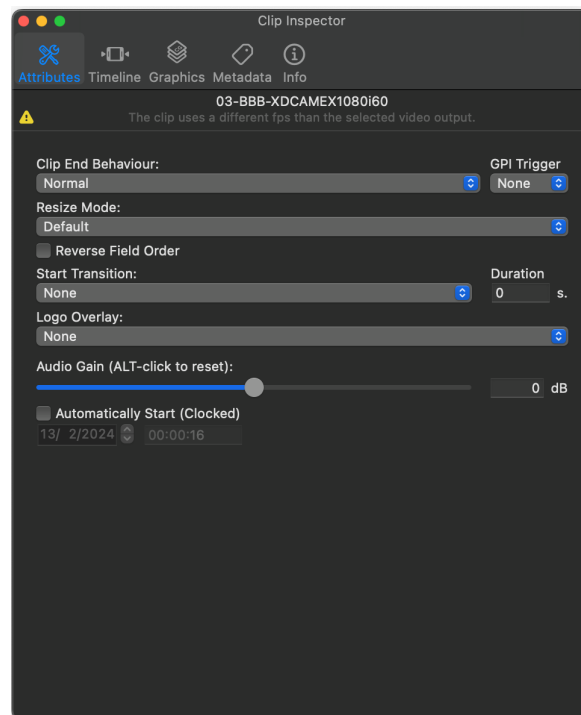 Clip Inspector
Attributes Timeline Graphics Metadata Info
03-BBB-XDCAMEX1080i60
The clip uses a different fps than the selected video output.
Clip End Behaviour: GPI Trigger
Normal None
Resize Mode:
Default
Reverse Field Order
Start Transition: Duration
None 0 s.
Logo Overlay:
None
Audio Gain (ALT-click to reset):
0 dB
Automatically Start (Clocked)
13/ 2/2024 00:00:16